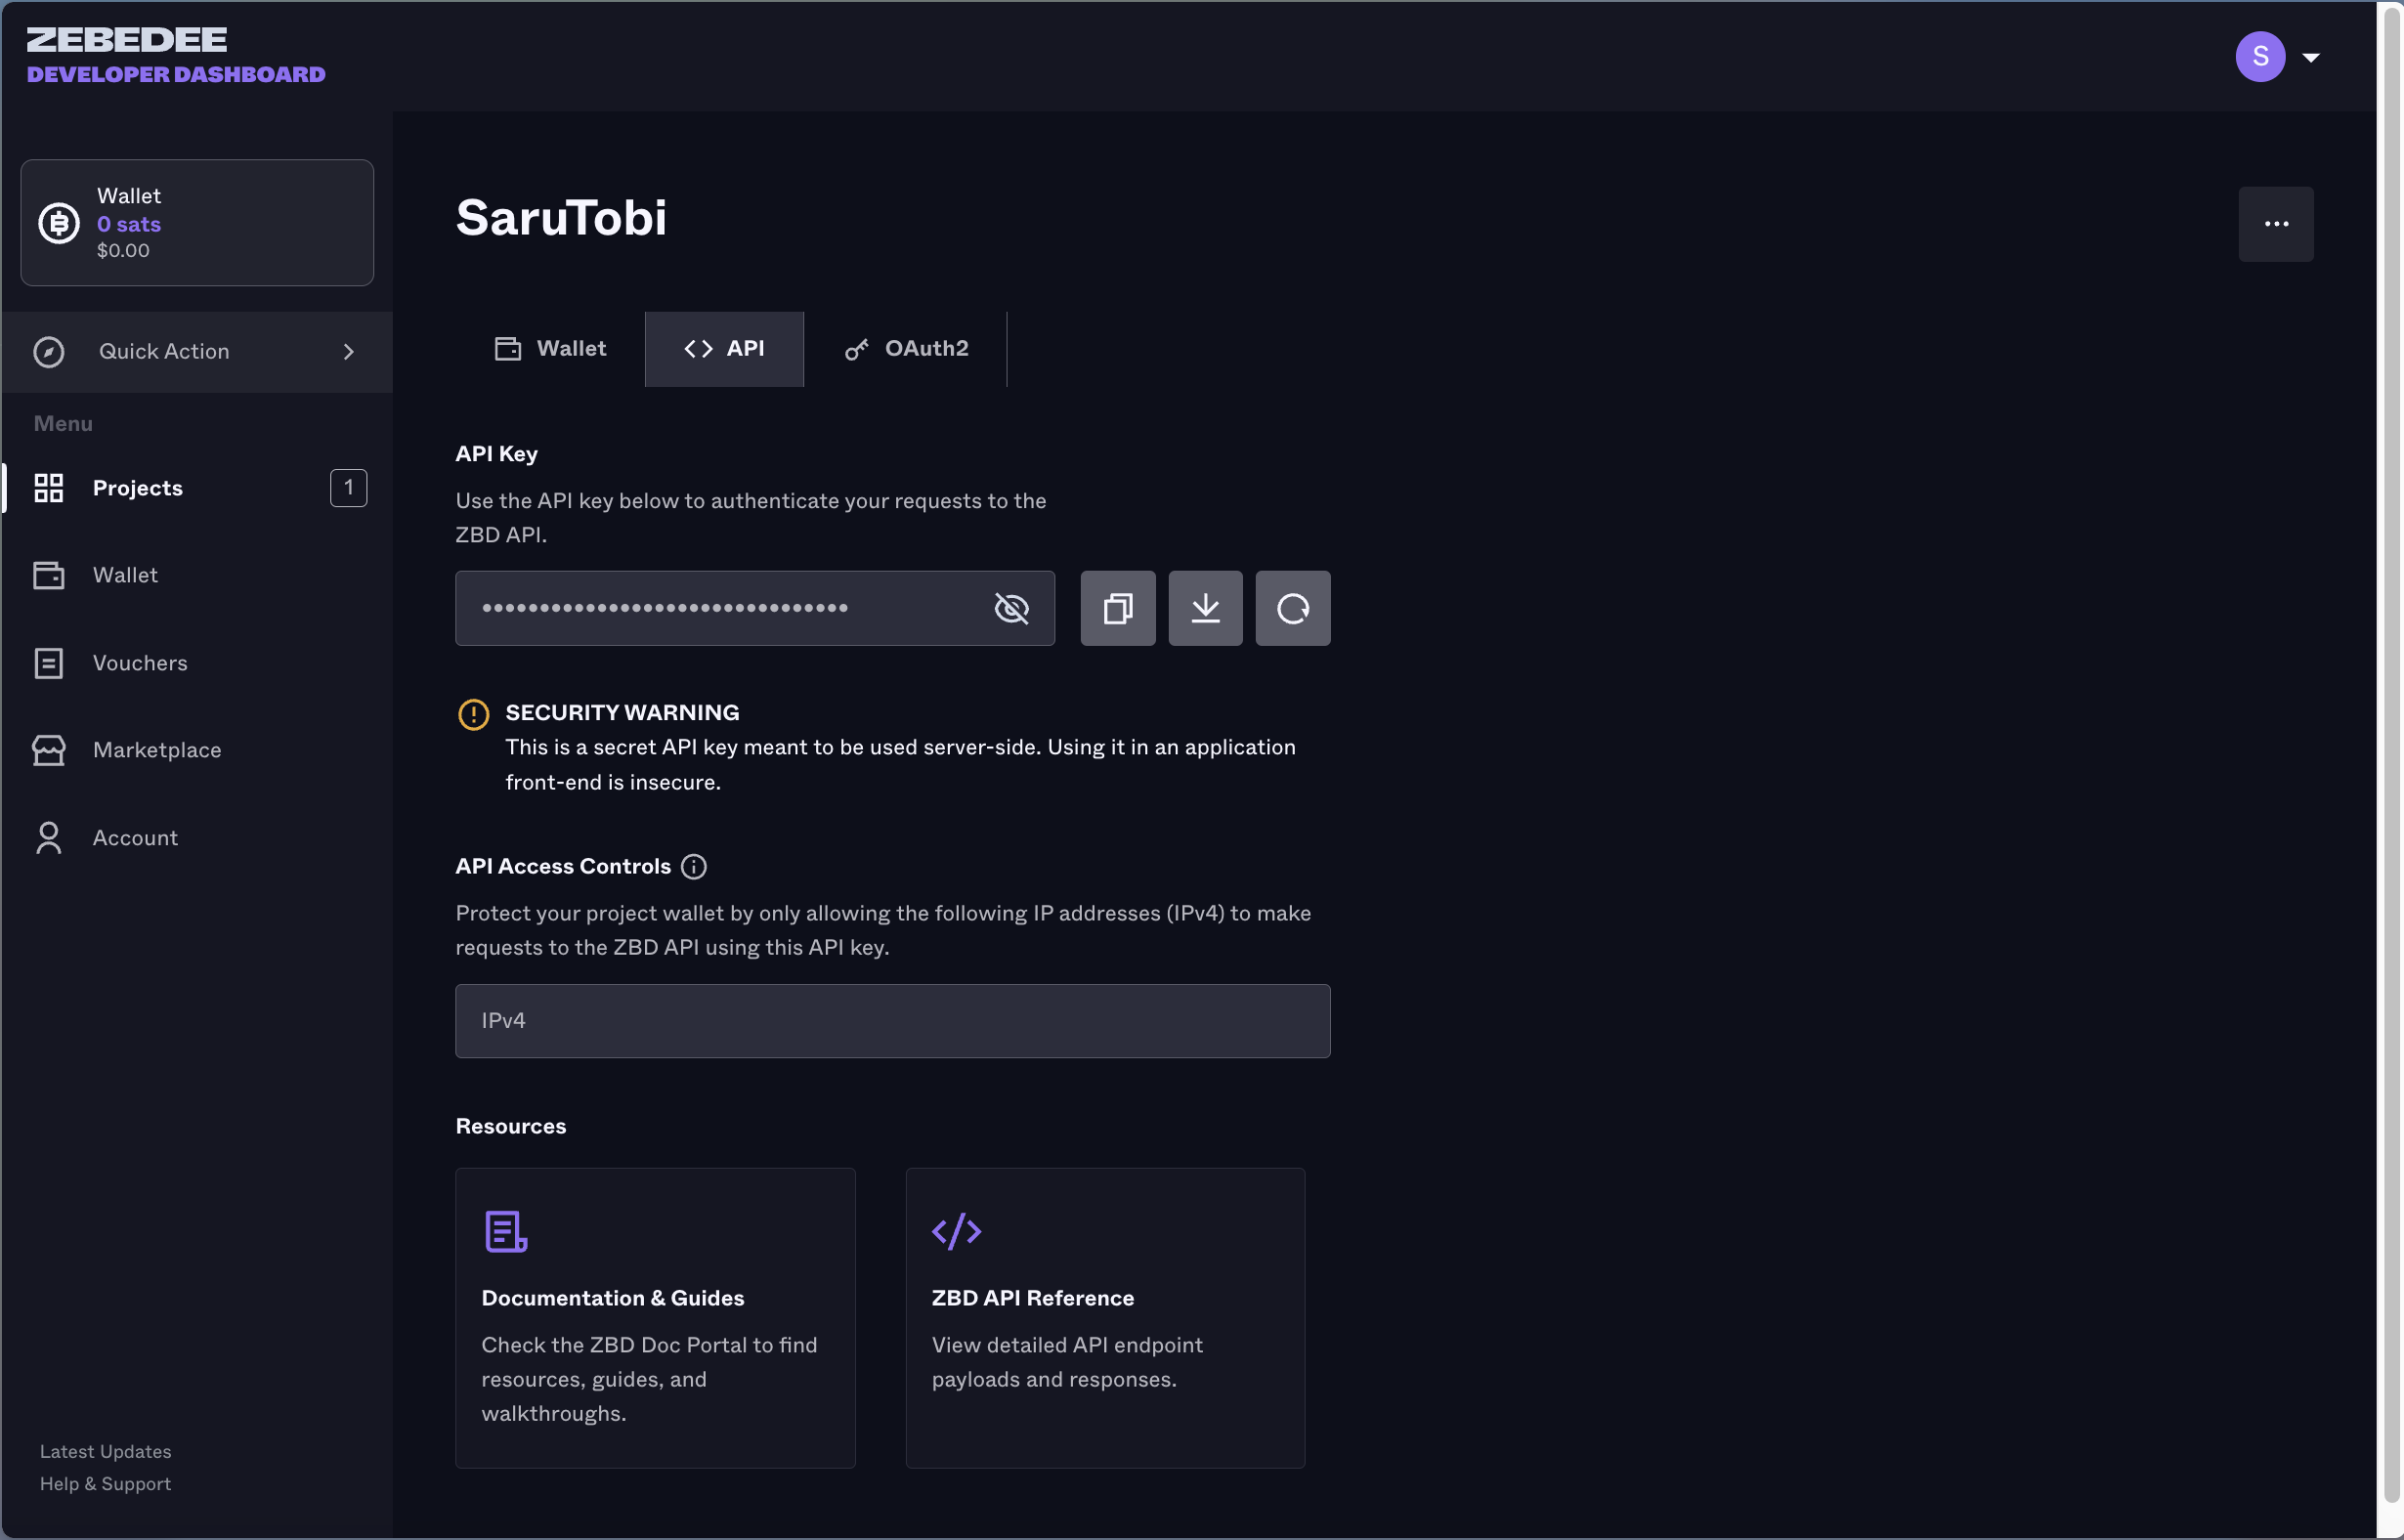 ZEBEDEE
DEVELOPER DASHBOARD
S
Wallet
0 sats
$0.00
Quick Action
Menu
Projects 1
Wallet
Vouchers
Marketplace
Account
Latest Updates
Help & Support
SaruTobi
Wallet
API
OAuth2
API Key
Use the API key below to authenticate your requests to the
ZBD API.
SECURITY WARNING
This is a secret API key meant to be used server-side. Using it in an application
front-end is insecure.
API Access Controls
Protect your project wallet by only allowing the following IP addresses (IPv4) to make
requests to the ZBD API using this API key.
IPv4
Resources
Documentation & Guides
Check the ZBD Doc Portal to find
resources, guides, and
walkthroughs.
ZBD API Reference
View detailed API endpoint
payloads and responses.